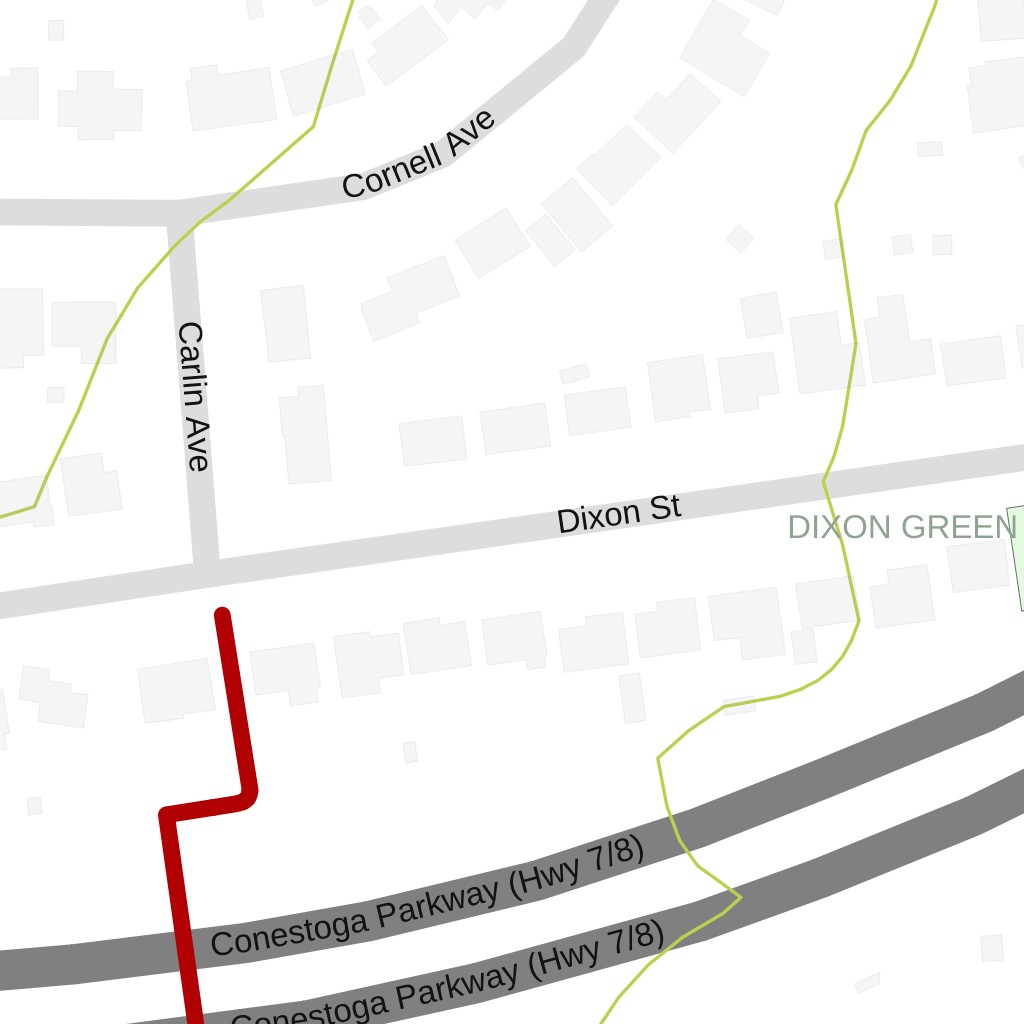 Cornell Ave
Carlin Ave
Dixon St
DIXON GREEN
Conestoga Parkway (Hwy 7/8)
Conestoga Parkway (Hwy 7/8)